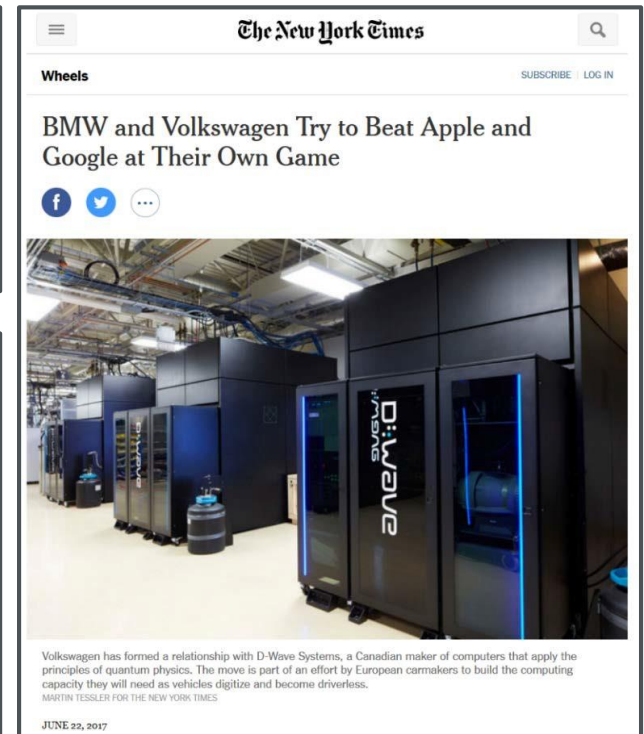 The New York Times
Wheels
SUBSCRIBE | LOG IN
BMW and Volkswagen Try to Beat Apple and
Google at Their Own Game
f
D:Wave
D:Wave
Volkswagen has formed a relationship with D-Wave Systems, a Canadian maker of computers that apply the
principles of quantum physics. The move is part of an effort by European carmakers to build the computing
capacity they will need as vehicles digitize and become driverless.
MARTIN TESSLER FOR THE NEW YORK TIMES
JUNE 22, 2017